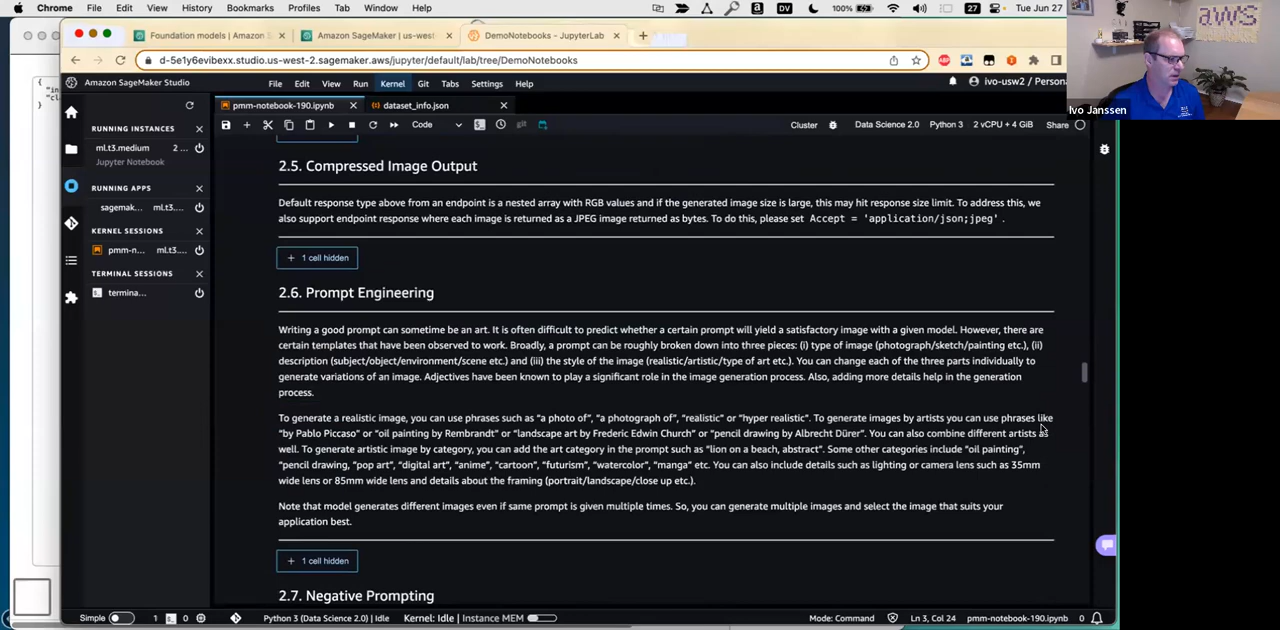 Chrome File Edit View History Bookmarks Profiles Tab Window Help
a DV 100% 27 Tue Jun 27
aws
Foundation models | Amazon S
Amazon SageMaker | us-west-
DemoNotebooks - JupyterLab
d-5e1y6evibexx.studio.us-west-2.sagemaker.aws/jupyter/default/lab/tree/DemoNotebooks
ABP
Amazon SageMaker Studio
File Edit View Run Kernel Git Tabs Settings Help
ivo-usw2 / Persona
Ivo Janssen
pmm-notebook-190.ipynb
dataset_info.json
Code
git
Cluster
Data Science 2.0
Python 3
2 vCPU + 4 GiB
Share
RUNNING INSTANCES
ml.t3.medium 2 ...
Jupyter Notebook
RUNNING APPS
sagemak... ml.t3....
KERNEL SESSIONS
pmm-n... ml.t3....
TERMINAL SESSIONS
termina...
2.5. Compressed Image Output
Default response type above from an endpoint is a nested array with RGB values and if the generated image size is large, this may hit response size limit. To address this, we
also support endpoint response where each image is returned as a JPEG image returned as bytes. To do this, please set Accept = 'application/json;jpeg' .
1 cell hidden
2.6. Prompt Engineering
Writing a good prompt can sometime be an art. It is often difficult to predict whether a certain prompt will yield a satisfactory image with a given model. However, there are
certain templates that have been observed to work. Broadly, a prompt can be roughly broken down into three pieces: (i) type of image (photograph/sketch/painting etc.), (ii)
description (subject/object/environment/scene etc.) and (iii) the style of the image (realistic/artistic/type of art etc.). You can change each of the three parts individually to
generate variations of an image. Adjectives have been known to play a significant role in the image generation process. Also, adding more details help in the generation
process.
To generate a realistic image, you can use phrases such as “a photo of”, “a photograph of”, “realistic” or “hyper realistic”. To generate images by artists you can use phrases like
“by Pablo Piccaso” or “oil painting by Rembrandt” or “landscape art by Frederic Edwin Church” or “pencil drawing by Albrecht Dürer”. You can also combine different artists as
well. To generate artistic image by category, you can add the art category in the prompt such as “lion on a beach, abstract”. Some other categories include “oil painting”,
“pencil drawing, “pop art”, “digital art”, “anime”, “cartoon”, “futurism”, “watercolor”, “manga” etc. You can also include details such as lighting or camera lens such as 35mm
wide lens or 85mm wide lens and details about the framing (portrait/landscape/close up etc.).
Note that model generates different images even if same prompt is given multiple times. So, you can generate multiple images and select the image that suits your
application best.
1 cell hidden
2.7. Negative Prompting
Simple 1 0 Python 3 (Data Science 2.0) | Idle Kernel: Idle | Instance MEM Mode: Command Ln 3, Col 24 pmm-notebook-190.ipynb 0